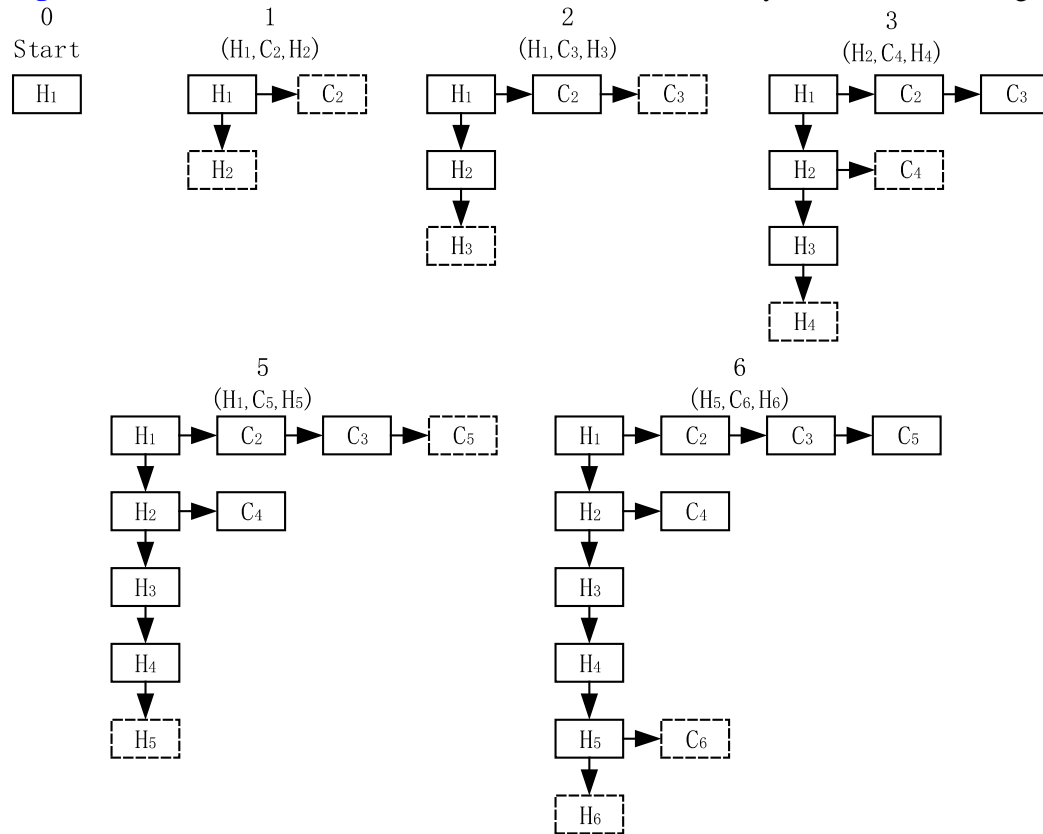 0 1 2 3
Start (H₁,C₂,H₂) (H₁,C₃,H₃) (H₂,C₄,H₄)
H₁ H₁ C₂ H₁ C₂ C₃ H₁ C₂ C₃
H₂ H₂ H₂ C₄
H₃ H₃
H₄
5 6
(H₁,C₅,H₅) (H₅,C₆,H₆)
H₁ C₂ C₃ C₅ H₁ C₂ C₃ C₅
H₂ C₄ H₂ C₄
H₃ H₃
H₄ H₄
H₅ H₅ C₆
H₆